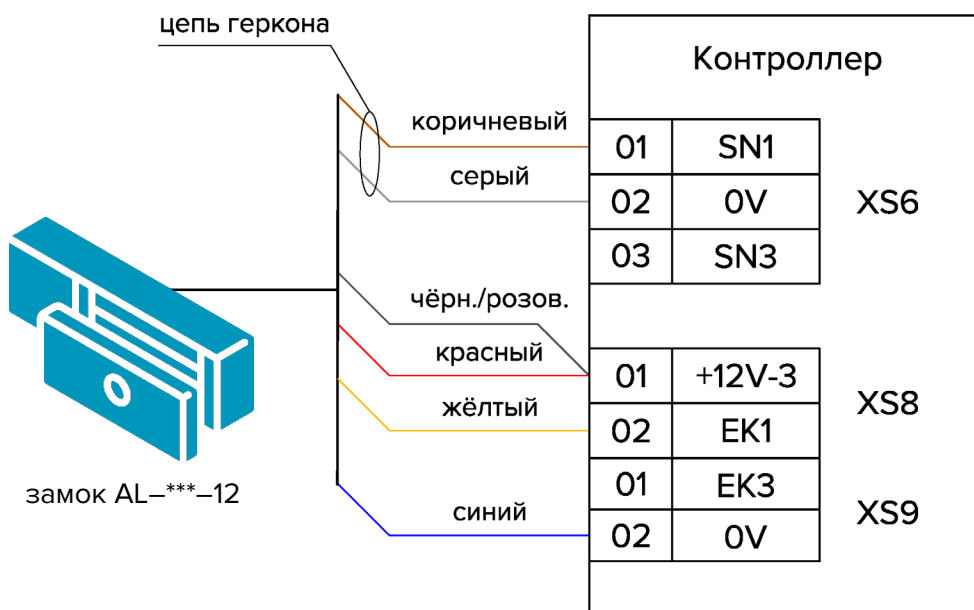 цепь геркона
Контроллер
коричневый
01 SN1
серый
02 0V
XS6
03 SN3
чёрн./розов.
красный
01 +12V-3
XS8
жёлтый
02 EK1
замок AL–***–12
01 EK3
XS9
синий
02 0V